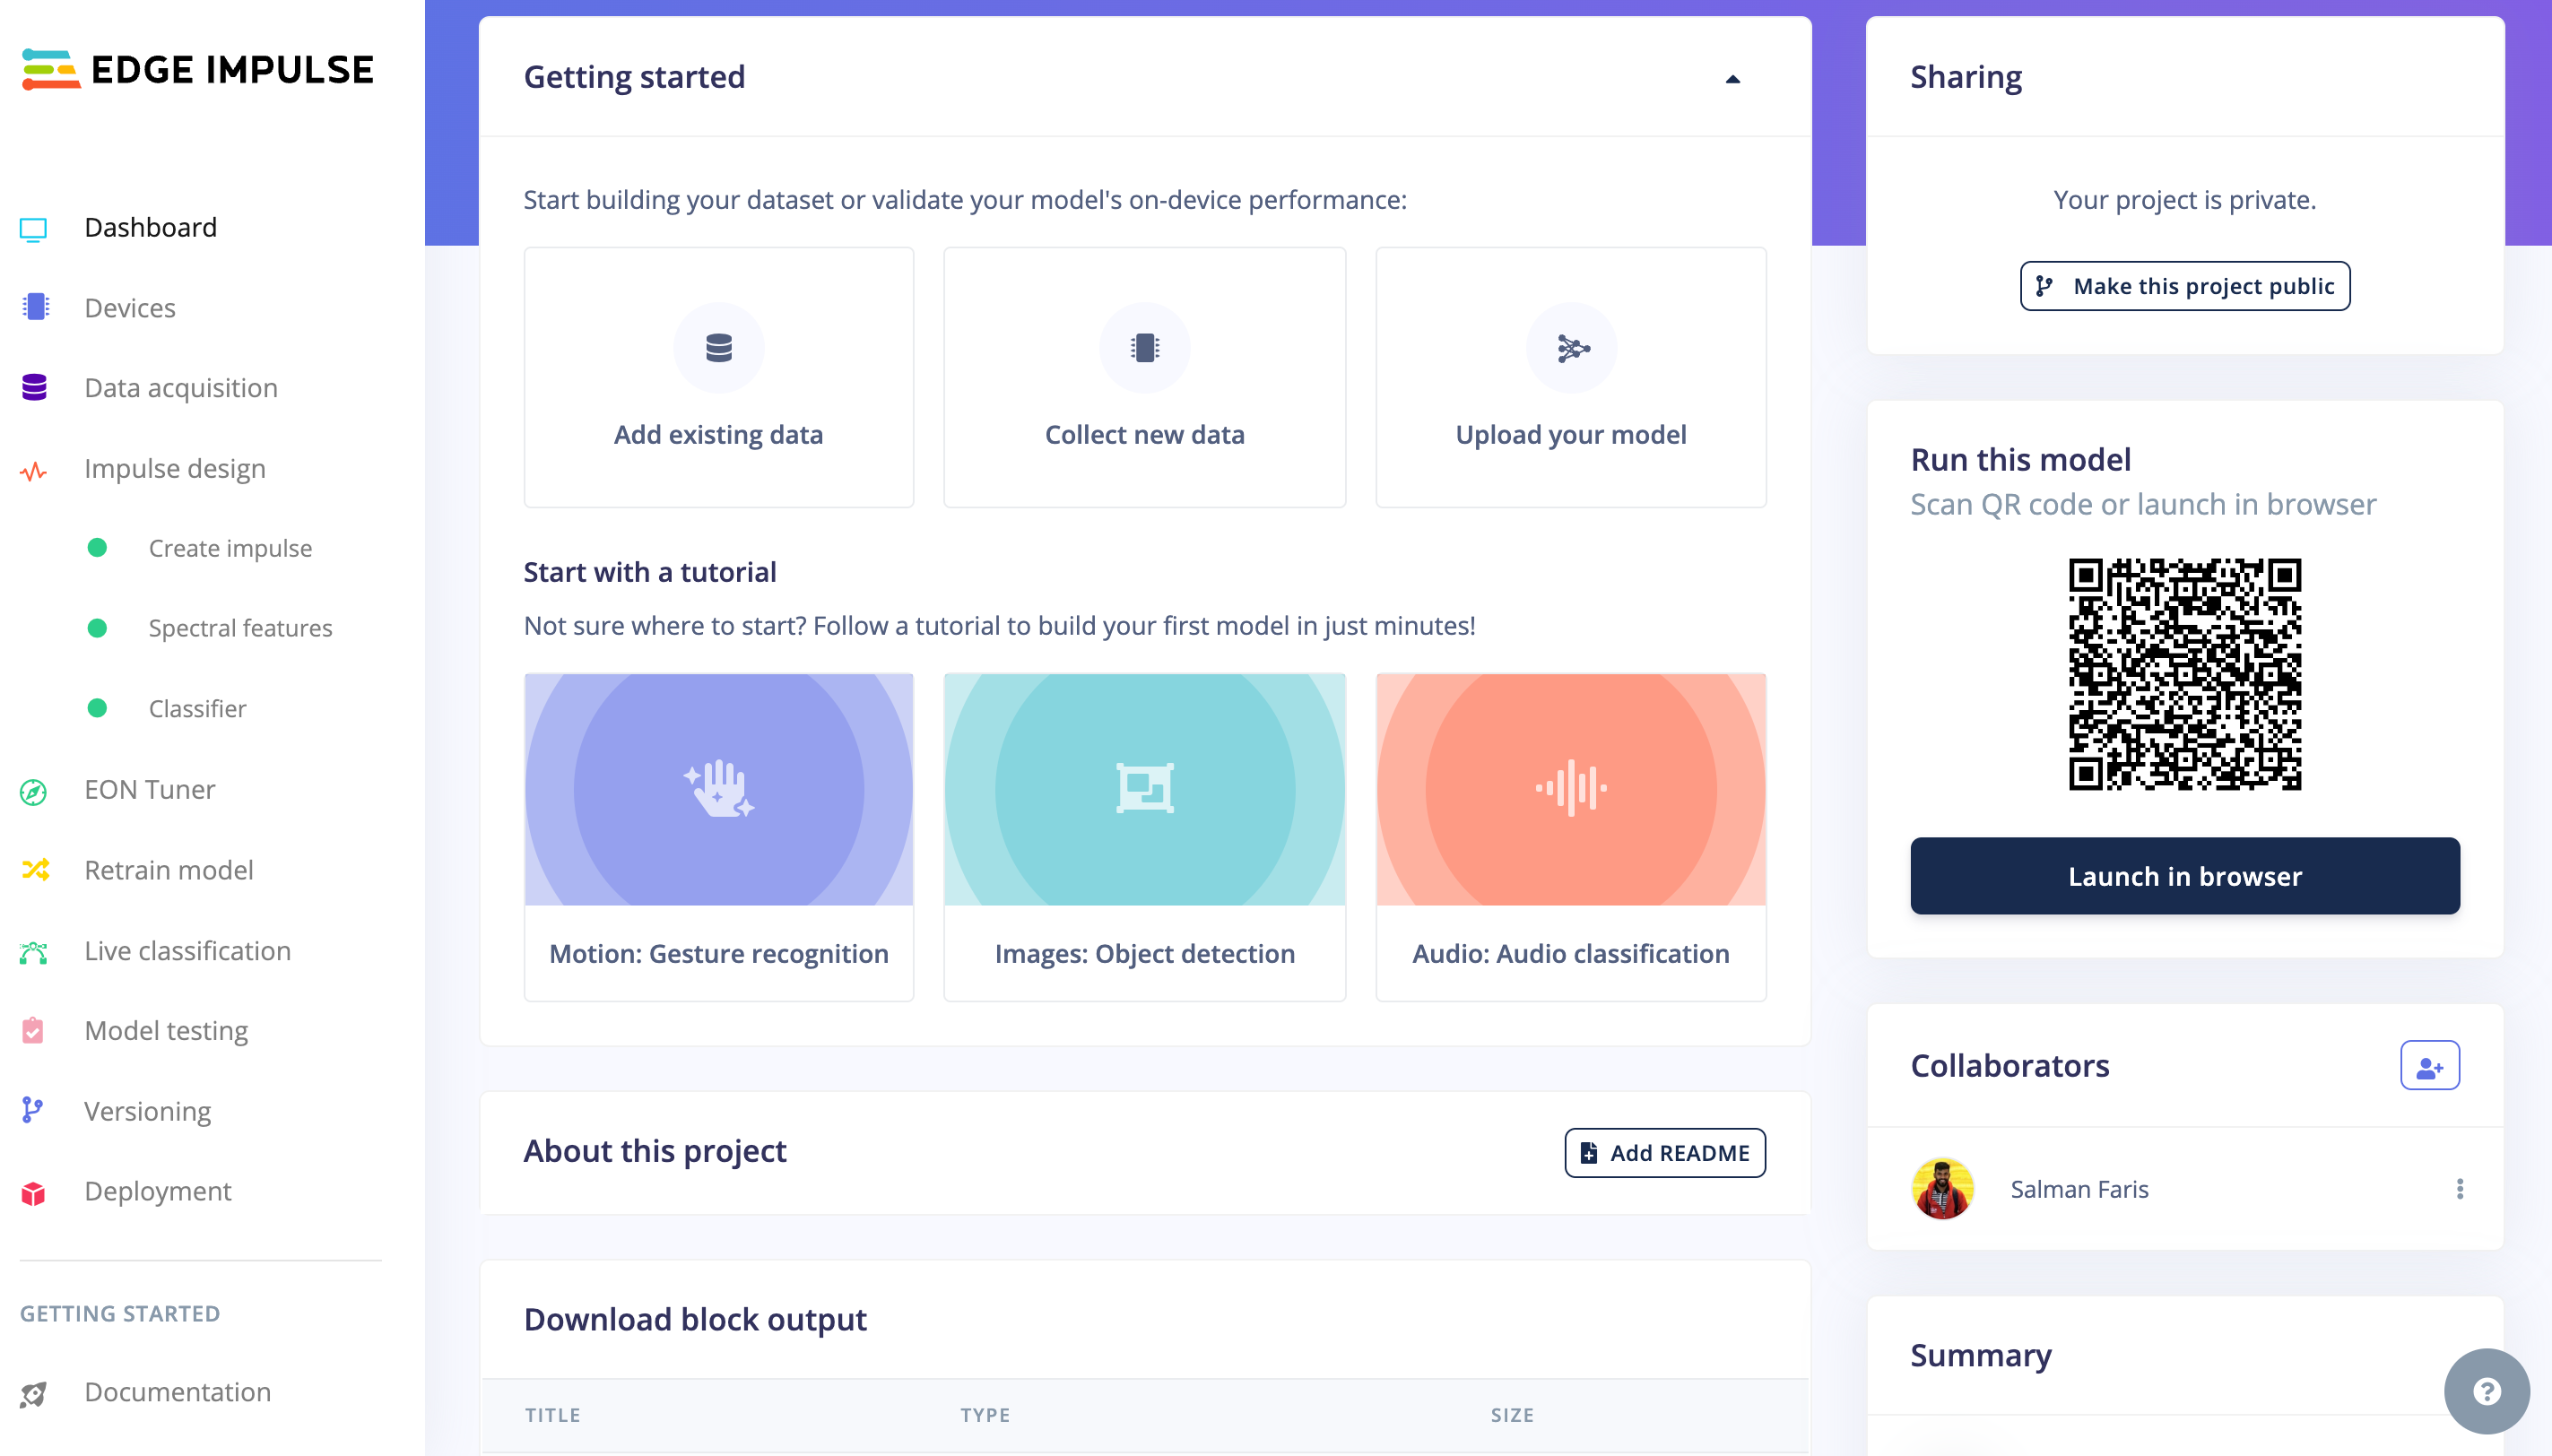 EDGE IMPULSE
Dashboard
Devices
Data acquisition
Impulse design
Create impulse
Spectral features
Classifier
EON Tuner
Retrain model
Live classification
Model testing
Versioning
Deployment
GETTING STARTED
Documentation
Getting started
Start building your dataset or validate your model's on-device performance:
Add existing data
Collect new data
Upload your model
Start with a tutorial
Not sure where to start? Follow a tutorial to build your first model in just minutes!
Motion: Gesture recognition
Images: Object detection
Audio: Audio classification
About this project
Add README
Download block output
TITLE
TYPE
SIZE
Sharing
Your project is private.
Make this project public
Run this model
Scan QR code or launch in browser
Launch in browser
Collaborators
Salman Faris
Summary
?